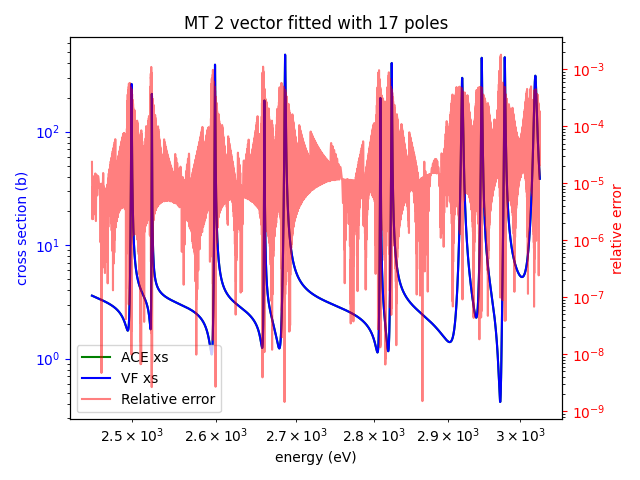 MT 2 vector fitted with 17 poles
cross section (b)
10²
10¹
10⁰
10⁻³
10⁻⁴
10⁻⁵
10⁻⁶
10⁻⁷
10⁻⁸
10⁻⁹
relative error
ACE xs
VF xs
Relative error
2.5 × 10³ 2.6 × 10³ 2.7 × 10³ 2.8 × 10³ 2.9 × 10³ 3 × 10³
energy (eV)